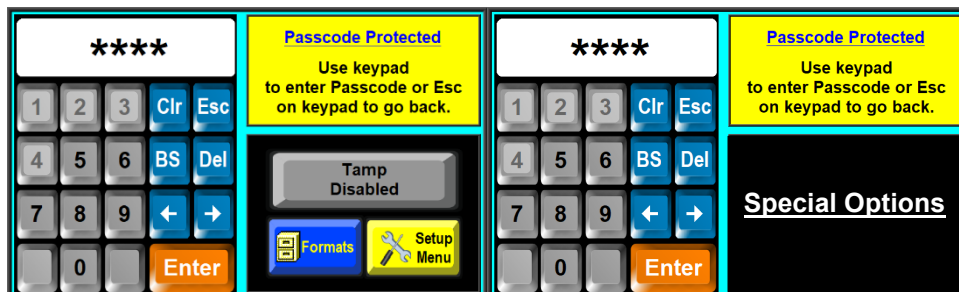 ****
Passcode Protected
Use keypad
to enter Passcode or Esc
on keypad to go back.
1 2 3 Clr Esc
4 5 6 BS Del
7 8 9 ← →
0 Enter
Tamp
Disabled
Formats
Setup
Menu
****
Passcode Protected
Use keypad
to enter Passcode or Esc
on keypad to go back.
1 2 3 Clr Esc
4 5 6 BS Del
7 8 9 ← →
0 Enter
Special Options